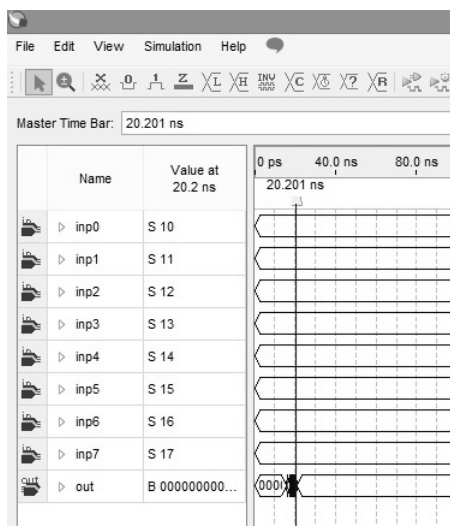 File Edit View Simulation Help
Master Time Bar: 20.201 ns
Name Value at 20.2 ns 0 ps 40.0 ns 80.0 ns
20.201 ns
inp0 S 10
inp1 S 11
inp2 S 12
inp3 S 13
inp4 S 14
inp5 S 15
inp6 S 16
inp7 S 17
out B 000000000...